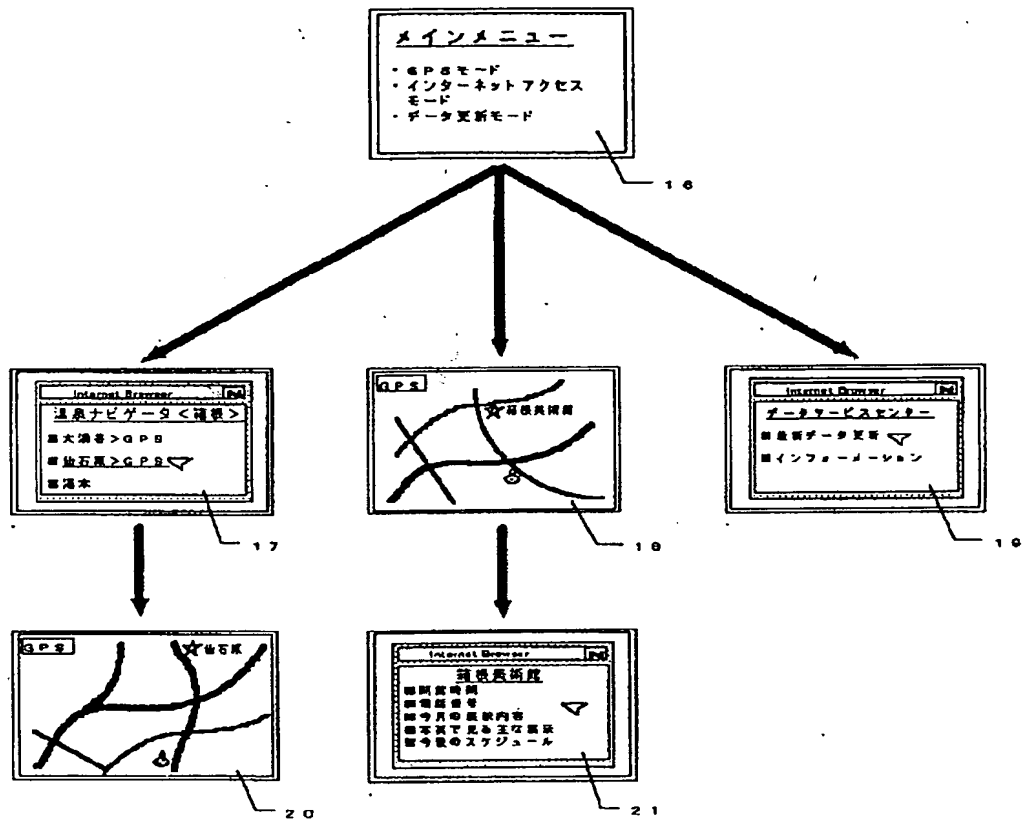 メインメニュー
・GPSモード
・インターネットアクセス
モード
・データ更新モード
16
Internet Browser
温泉ナビゲータ<箱根>
■大涌谷>GPS
■仙石原>GPS
■湯本
17
GPS
箱根美術館
18
Internet Browser
データサービスセンター
■最新データ更新
■インフォーメーション
19
GPS
仙石原
20
Internet Browser
箱根美術館
■開館時間
■電話番号
■今月の展示内容
■写真で見る主な展示
■今後のスケジュール
21